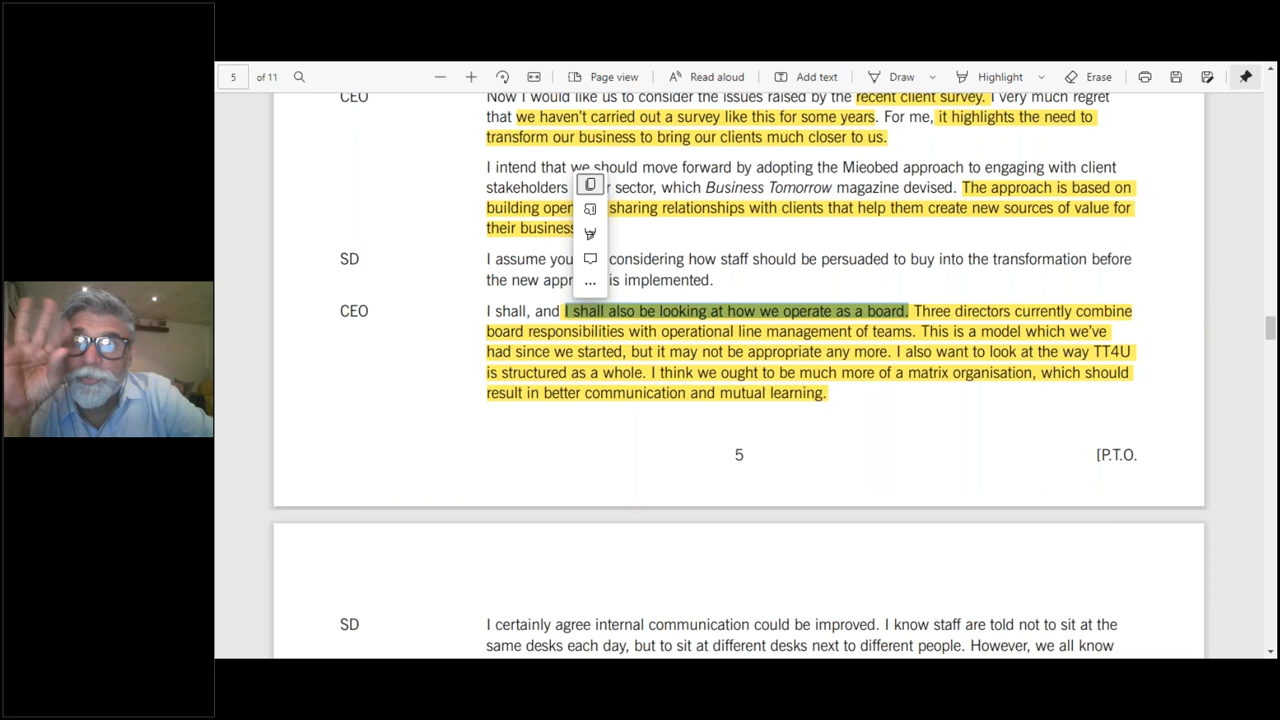 5 of 11 Page view Read aloud Add text Draw Highlight Erase
CEO Now I would like us to consider the issues raised by the recent client survey. I very much regret
that we haven't carried out a survey like this for some years. For me, it highlights the need to
transform our business to bring our clients much closer to us.
I intend that we should move forward by adopting the Mieobed approach to engaging with client
stakeholders sector, which Business Tomorrow magazine devised. The approach is based on
building open sharing relationships with clients that help them create new sources of value for
their business
SD I assume you considering how staff should be persuaded to buy into the transformation before
the new appr is implemented.
CEO I shall, and I shall also be looking at how we operate as a board. Three directors currently combine
board responsibilities with operational line management of teams. This is a model which we've
had since we started, but it may not be appropriate any more. I also want to look at the way TT4U
is structured as a whole. I think we ought to be much more of a matrix organisation, which should
result in better communication and mutual learning.
5 [P.T.O.
SD I certainly agree internal communication could be improved. I know staff are told not to sit at the
same desks each day, but to sit at different desks next to different people. However, we all know